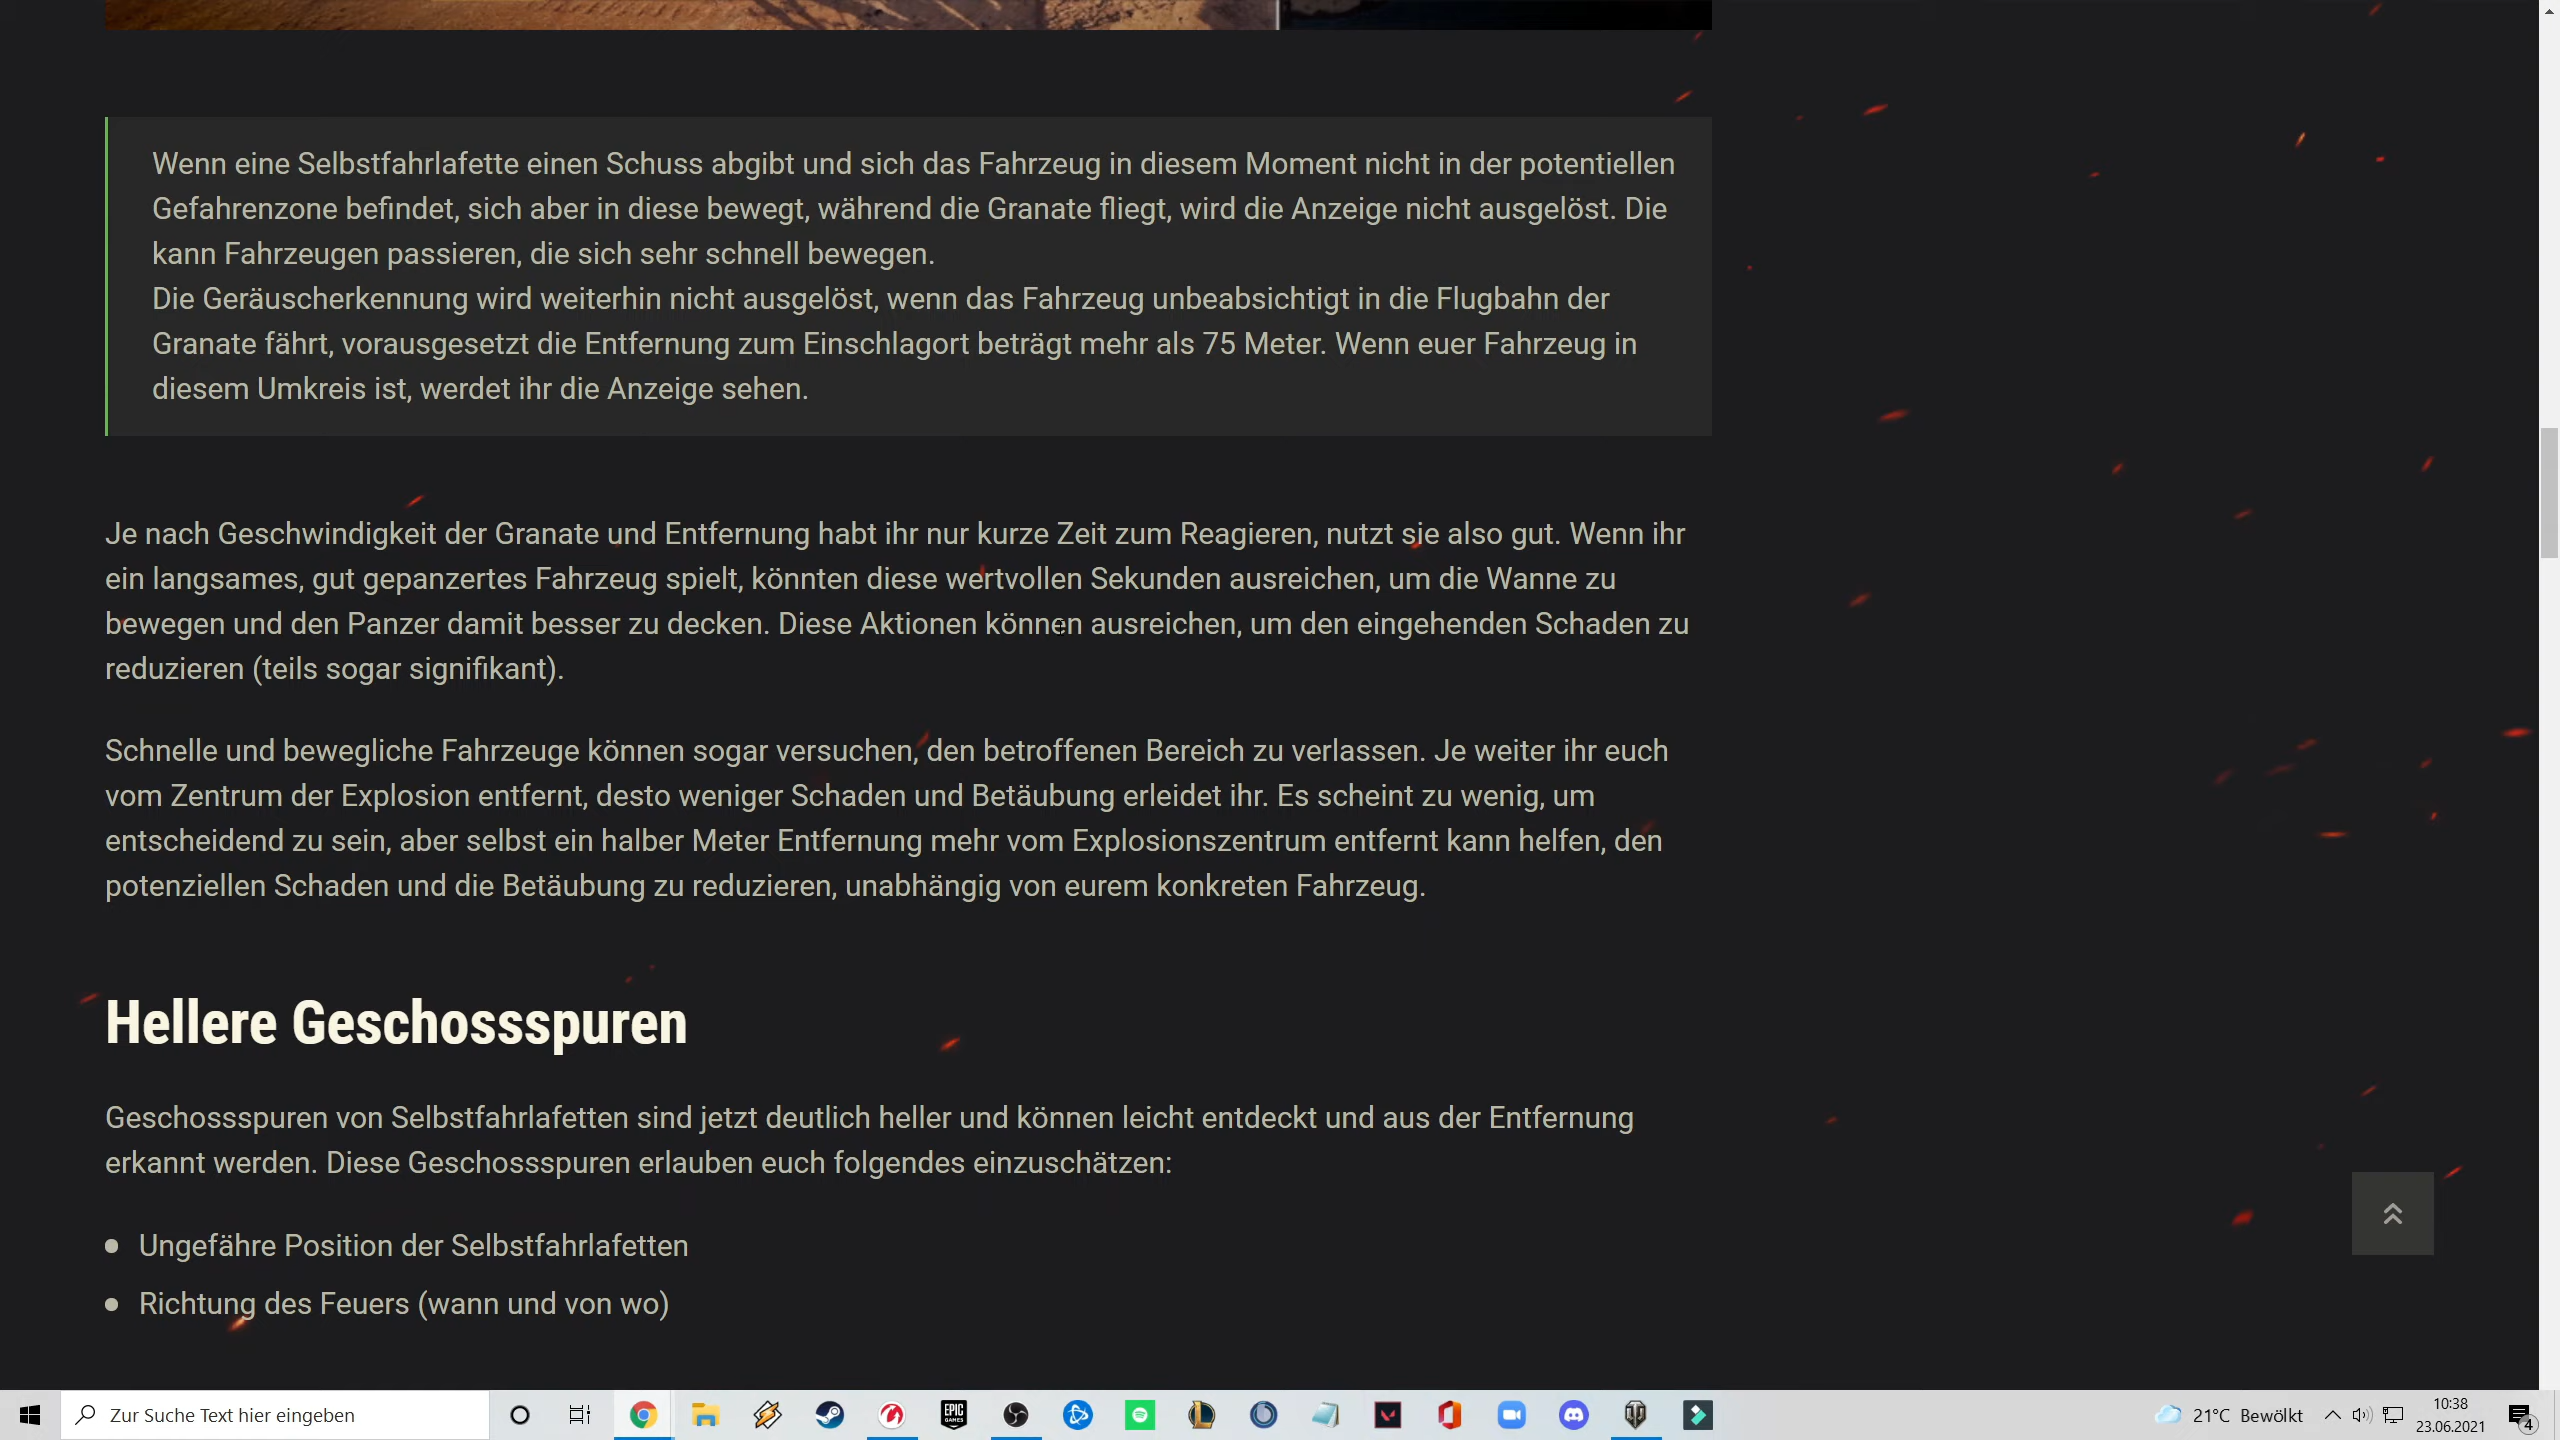 Wenn eine Selbstfahrlafette einen Schuss abgibt und sich das Fahrzeug in diesem Moment nicht in der potentiellen
Gefahrenzone befindet, sich aber in diese bewegt, während die Granate fliegt, wird die Anzeige nicht ausgelöst. Die
kann Fahrzeugen passieren, die sich sehr schnell bewegen.
Die Geräuscherkennung wird weiterhin nicht ausgelöst, wenn das Fahrzeug unbeabsichtigt in die Flugbahn der
Granate fährt, vorausgesetzt die Entfernung zum Einschlagort beträgt mehr als 75 Meter. Wenn euer Fahrzeug in
diesem Umkreis ist, werdet ihr die Anzeige sehen.
Je nach Geschwindigkeit der Granate und Entfernung habt ihr nur kurze Zeit zum Reagieren, nutzt sie also gut. Wenn ihr
ein langsames, gut gepanzertes Fahrzeug spielt, könnten diese wertvollen Sekunden ausreichen, um die Wanne zu
bewegen und den Panzer damit besser zu decken. Diese Aktionen können ausreichen, um den eingehenden Schaden zu
reduzieren (teils sogar signifikant).
Schnelle und bewegliche Fahrzeuge können sogar versuchen, den betroffenen Bereich zu verlassen. Je weiter ihr euch
vom Zentrum der Explosion entfernt, desto weniger Schaden und Betäubung erleidet ihr. Es scheint zu wenig, um
entscheidend zu sein, aber selbst ein halber Meter Entfernung mehr vom Explosionszentrum entfernt kann helfen, den
potenziellen Schaden und die Betäubung zu reduzieren, unabhängig von eurem konkreten Fahrzeug.
Hellere Geschossspuren
Geschossspuren von Selbstfahrlafetten sind jetzt deutlich heller und können leicht entdeckt und aus der Entfernung
erkannt werden. Diese Geschossspuren erlauben euch folgendes einzuschätzen:
Ungefähre Position der Selbstfahrlafetten
Richtung des Feuers (wann und von wo)
Zur Suche Text hier eingeben
EPIC
GAMES
21°C Bewölkt
10:38
23.06.2021
4